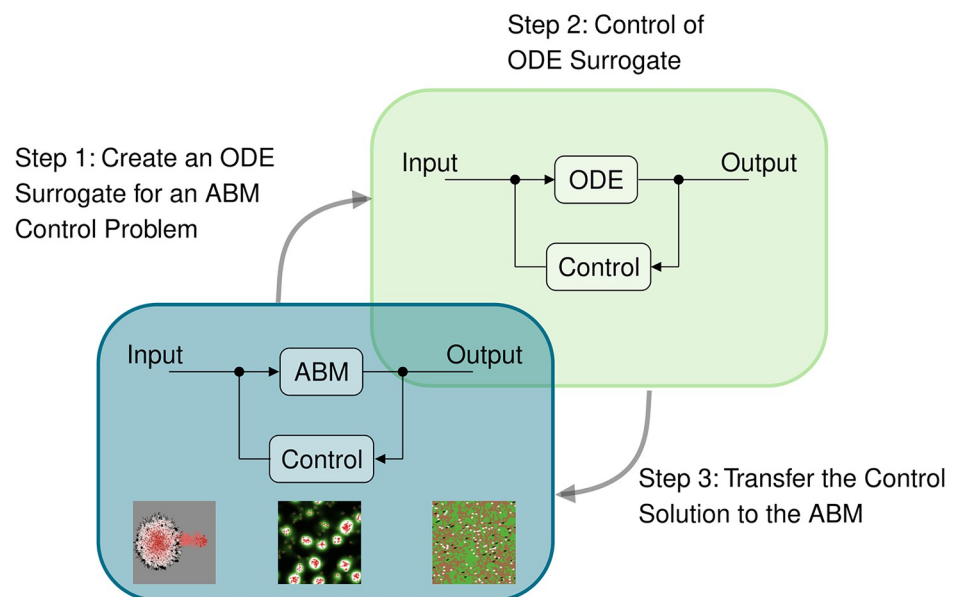 Step 2: Control of
ODE Surrogate
Step 1: Create an ODE
Surrogate for an ABM
Control Problem
Input
ODE
Output
Control
Input
ABM
Output
Control
Step 3: Transfer the Control
Solution to the ABM